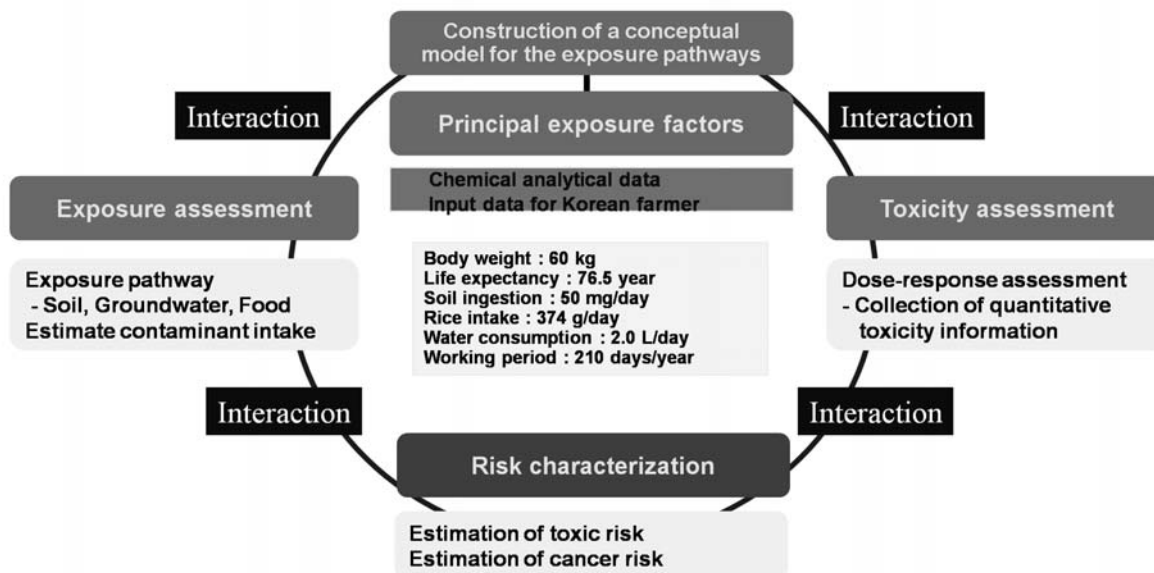 Construction of a conceptual
model for the exposure pathways
Interaction
Interaction
Principal exposure factors
Chemical analytical data
Input data for Korean farmer
Exposure assessment
Toxicity assessment
Exposure pathway
- Soil, Groundwater, Food
Estimate contaminant intake
Body weight : 60 kg
Life expectancy : 76.5 year
Soil ingestion : 50 mg/day
Rice intake : 374 g/day
Water consumption : 2.0 L/day
Working period : 210 days/year
Dose-response assessment
- Collection of quantitative
toxicity information
Interaction
Interaction
Risk characterization
Estimation of toxic risk
Estimation of cancer risk